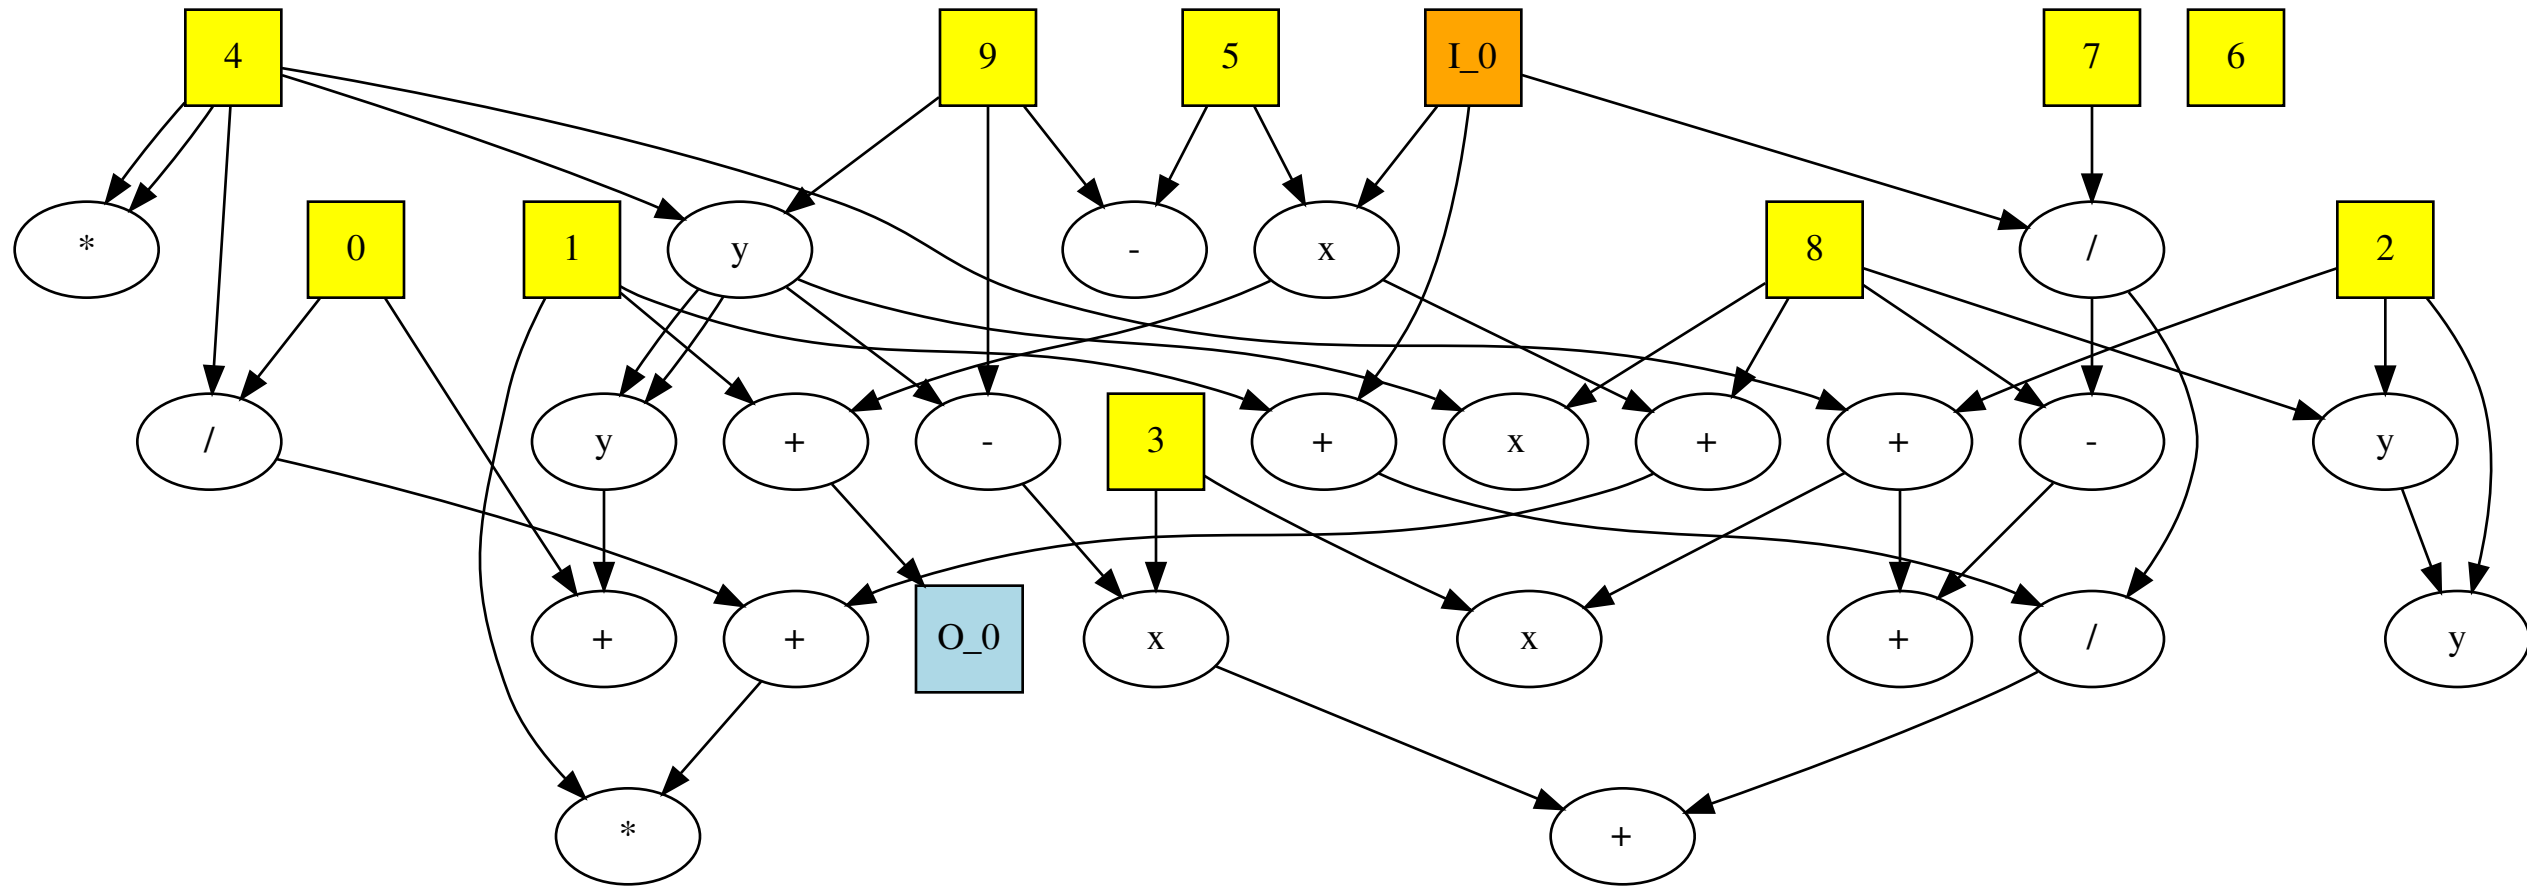 4 9 5 I_0 7 6
* 0 1 y - x 8 / 2
/ y + - 3 + x + + - y
+ + O_0 x x + / y
* +